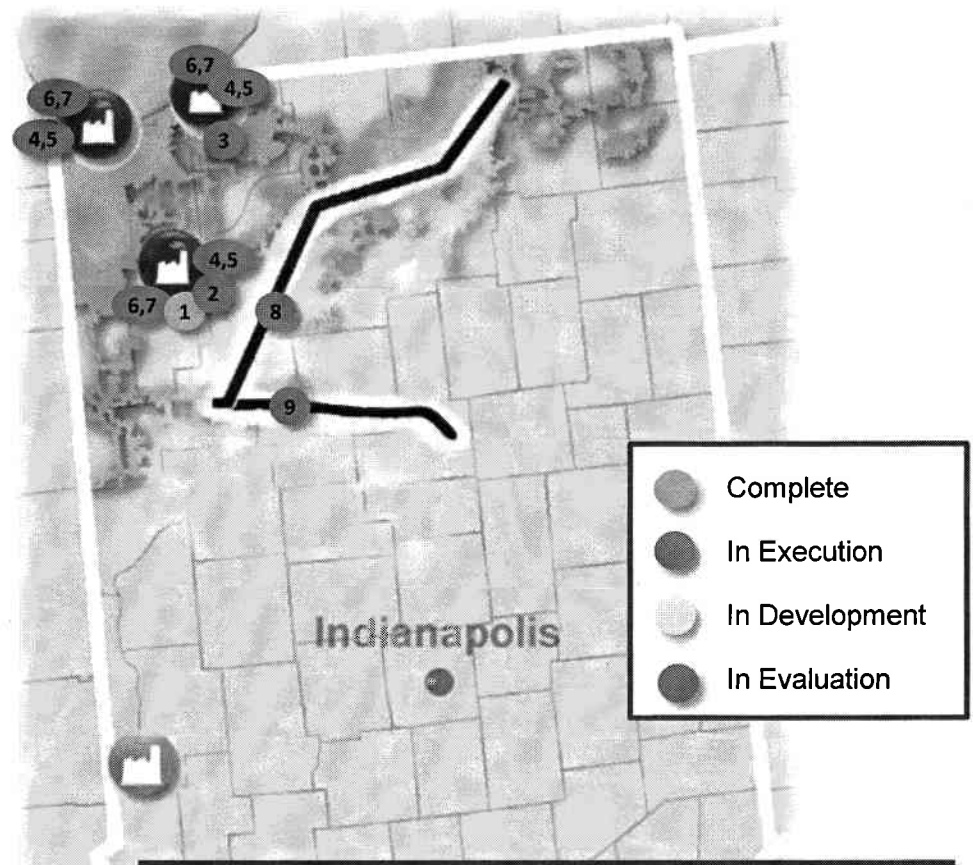 6,7
4,5
6,7
4,5
3
4,5
6,7
1
2
8
9
Complete
In Execution
In Development
In Evaluation
Indianapolis